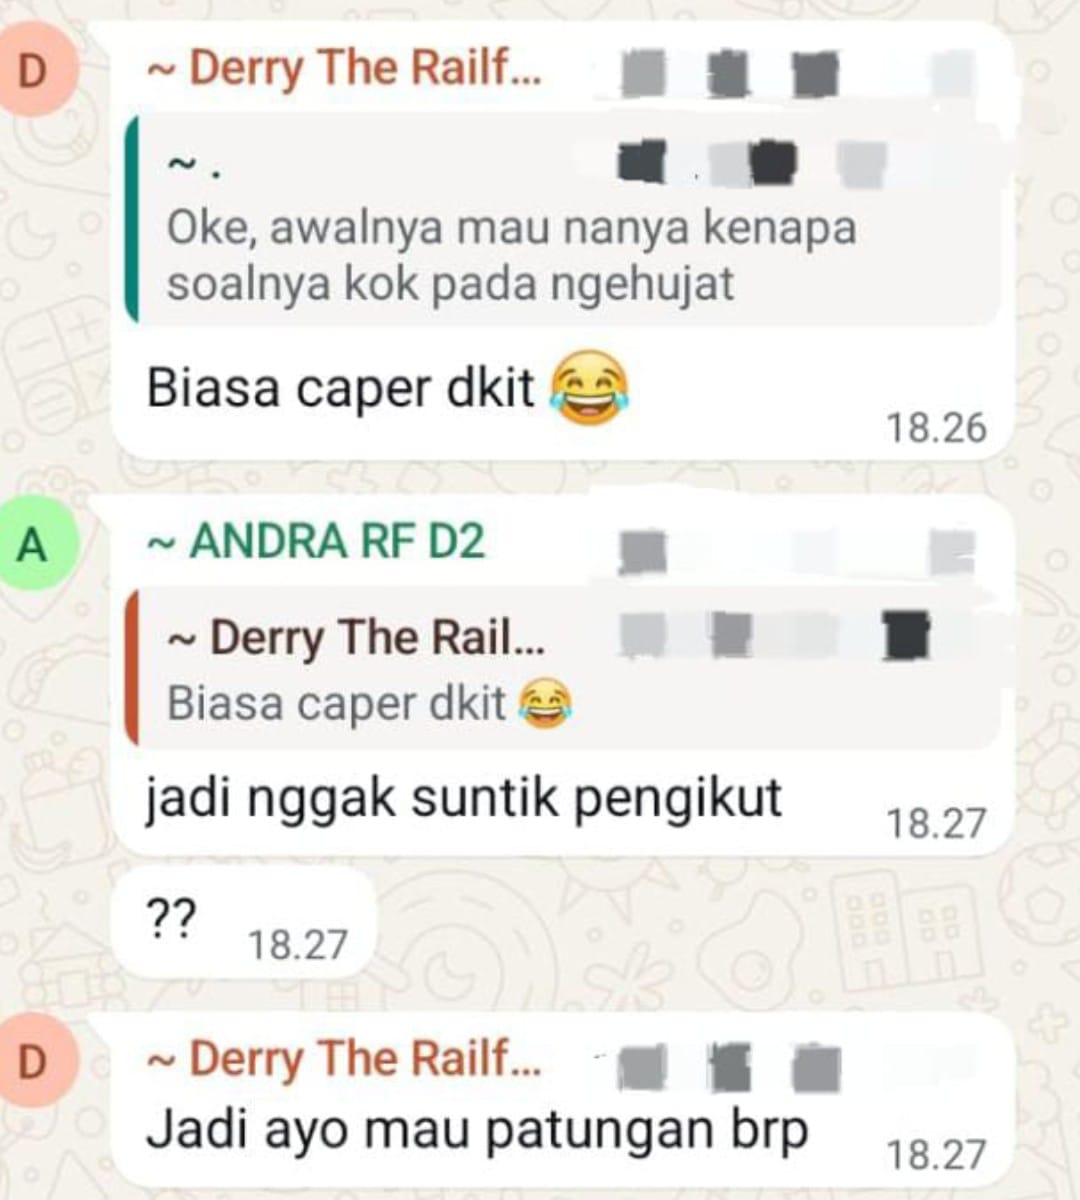 D
~ Derry The Railf...
~ .
Oke, awalnya mau nanya kenapa
soalnya kok pada ngehujat
Biasa caper dkit 😂
18.26
A
~ ANDRA RF D2
~ Derry The Rail...
Biasa caper dkit 😂
jadi nggak suntik pengikut
18.27
??
18.27
D
~ Derry The Railf...
Jadi ayo mau patungan brp
18.27